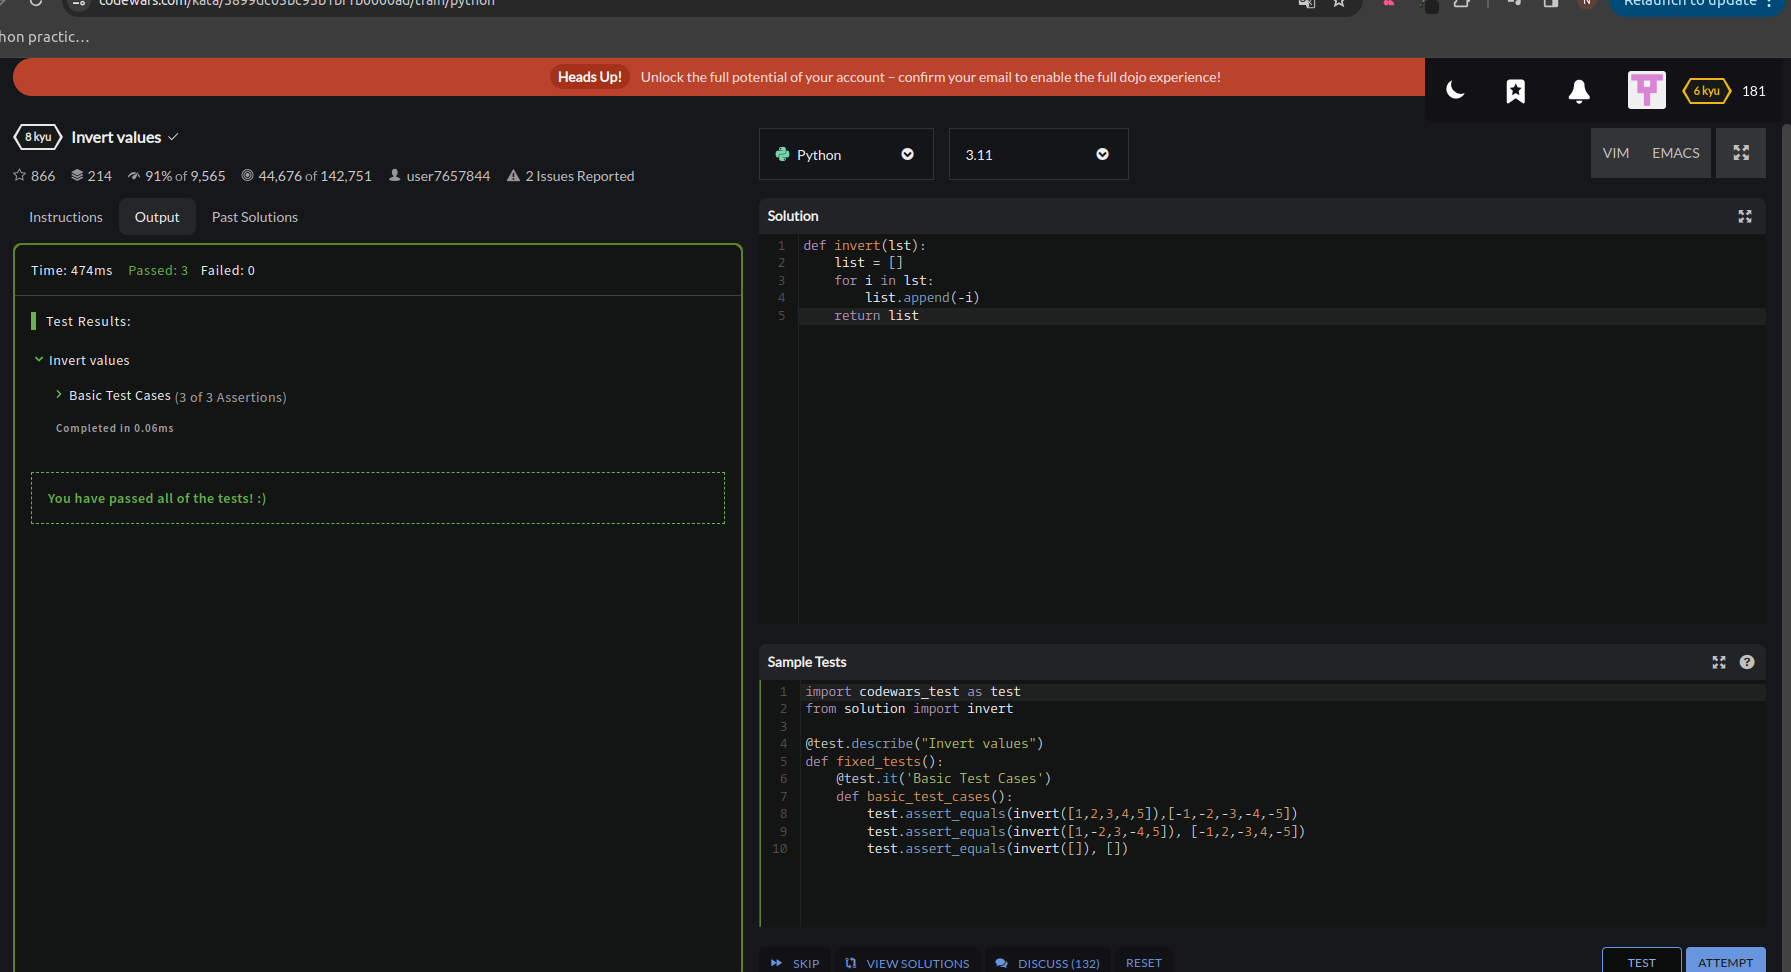 codewars.com/kata/5899dc03bc95b1bf1b0000ad/train/python
Relaunch to update
hon practic...
Heads Up! Unlock the full potential of your account – confirm your email to enable the full dojo experience!
6 kyu 181
8 kyu Invert values
866 214 91% of 9,565 44,676 of 142,751 user7657844 2 Issues Reported
Python 3.11 VIM EMACS
Instructions Output Past Solutions
Time: 474ms Passed: 3 Failed: 0
Test Results:
Invert values
Basic Test Cases (3 of 3 Assertions)
Completed in 0.06ms
You have passed all of the tests! :)
Solution
1 def invert(lst):
2     list = []
3     for i in lst:
4         list.append(-i)
5     return list
Sample Tests
1 import codewars_test as test
2 from solution import invert
3
4 @test.describe("Invert values")
5 def fixed_tests():
6     @test.it('Basic Test Cases')
7     def basic_test_cases():
8         test.assert_equals(invert([1,2,3,4,5]),[-1,-2,-3,-4,-5])
9         test.assert_equals(invert([1,-2,3,-4,5]), [-1,2,-3,4,-5])
10         test.assert_equals(invert([]), [])
SKIP VIEW SOLUTIONS DISCUSS (132) RESET TEST ATTEMPT